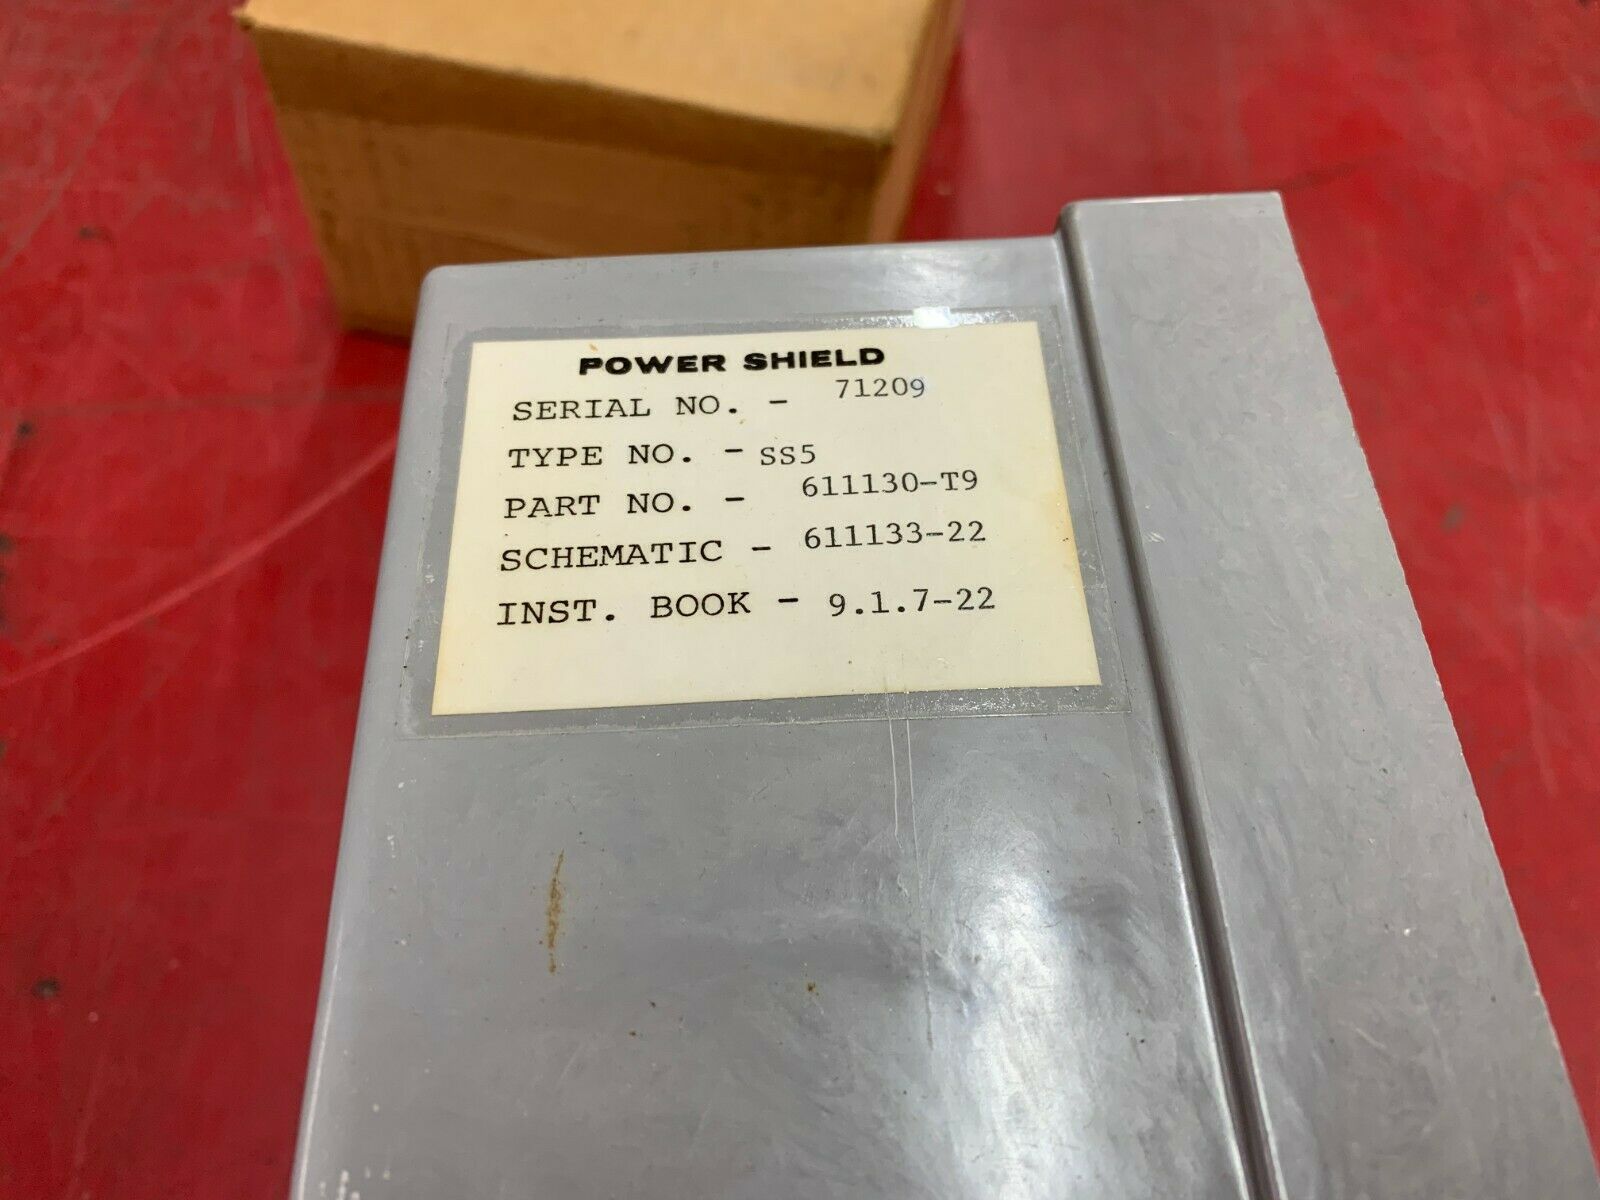 POWER SHIELD
SERIAL NO. - 71209
TYPE NO. - SS5
PART NO. - 611130-T9
SCHEMATIC - 611133-22
INST. BOOK - 9.1.7-22